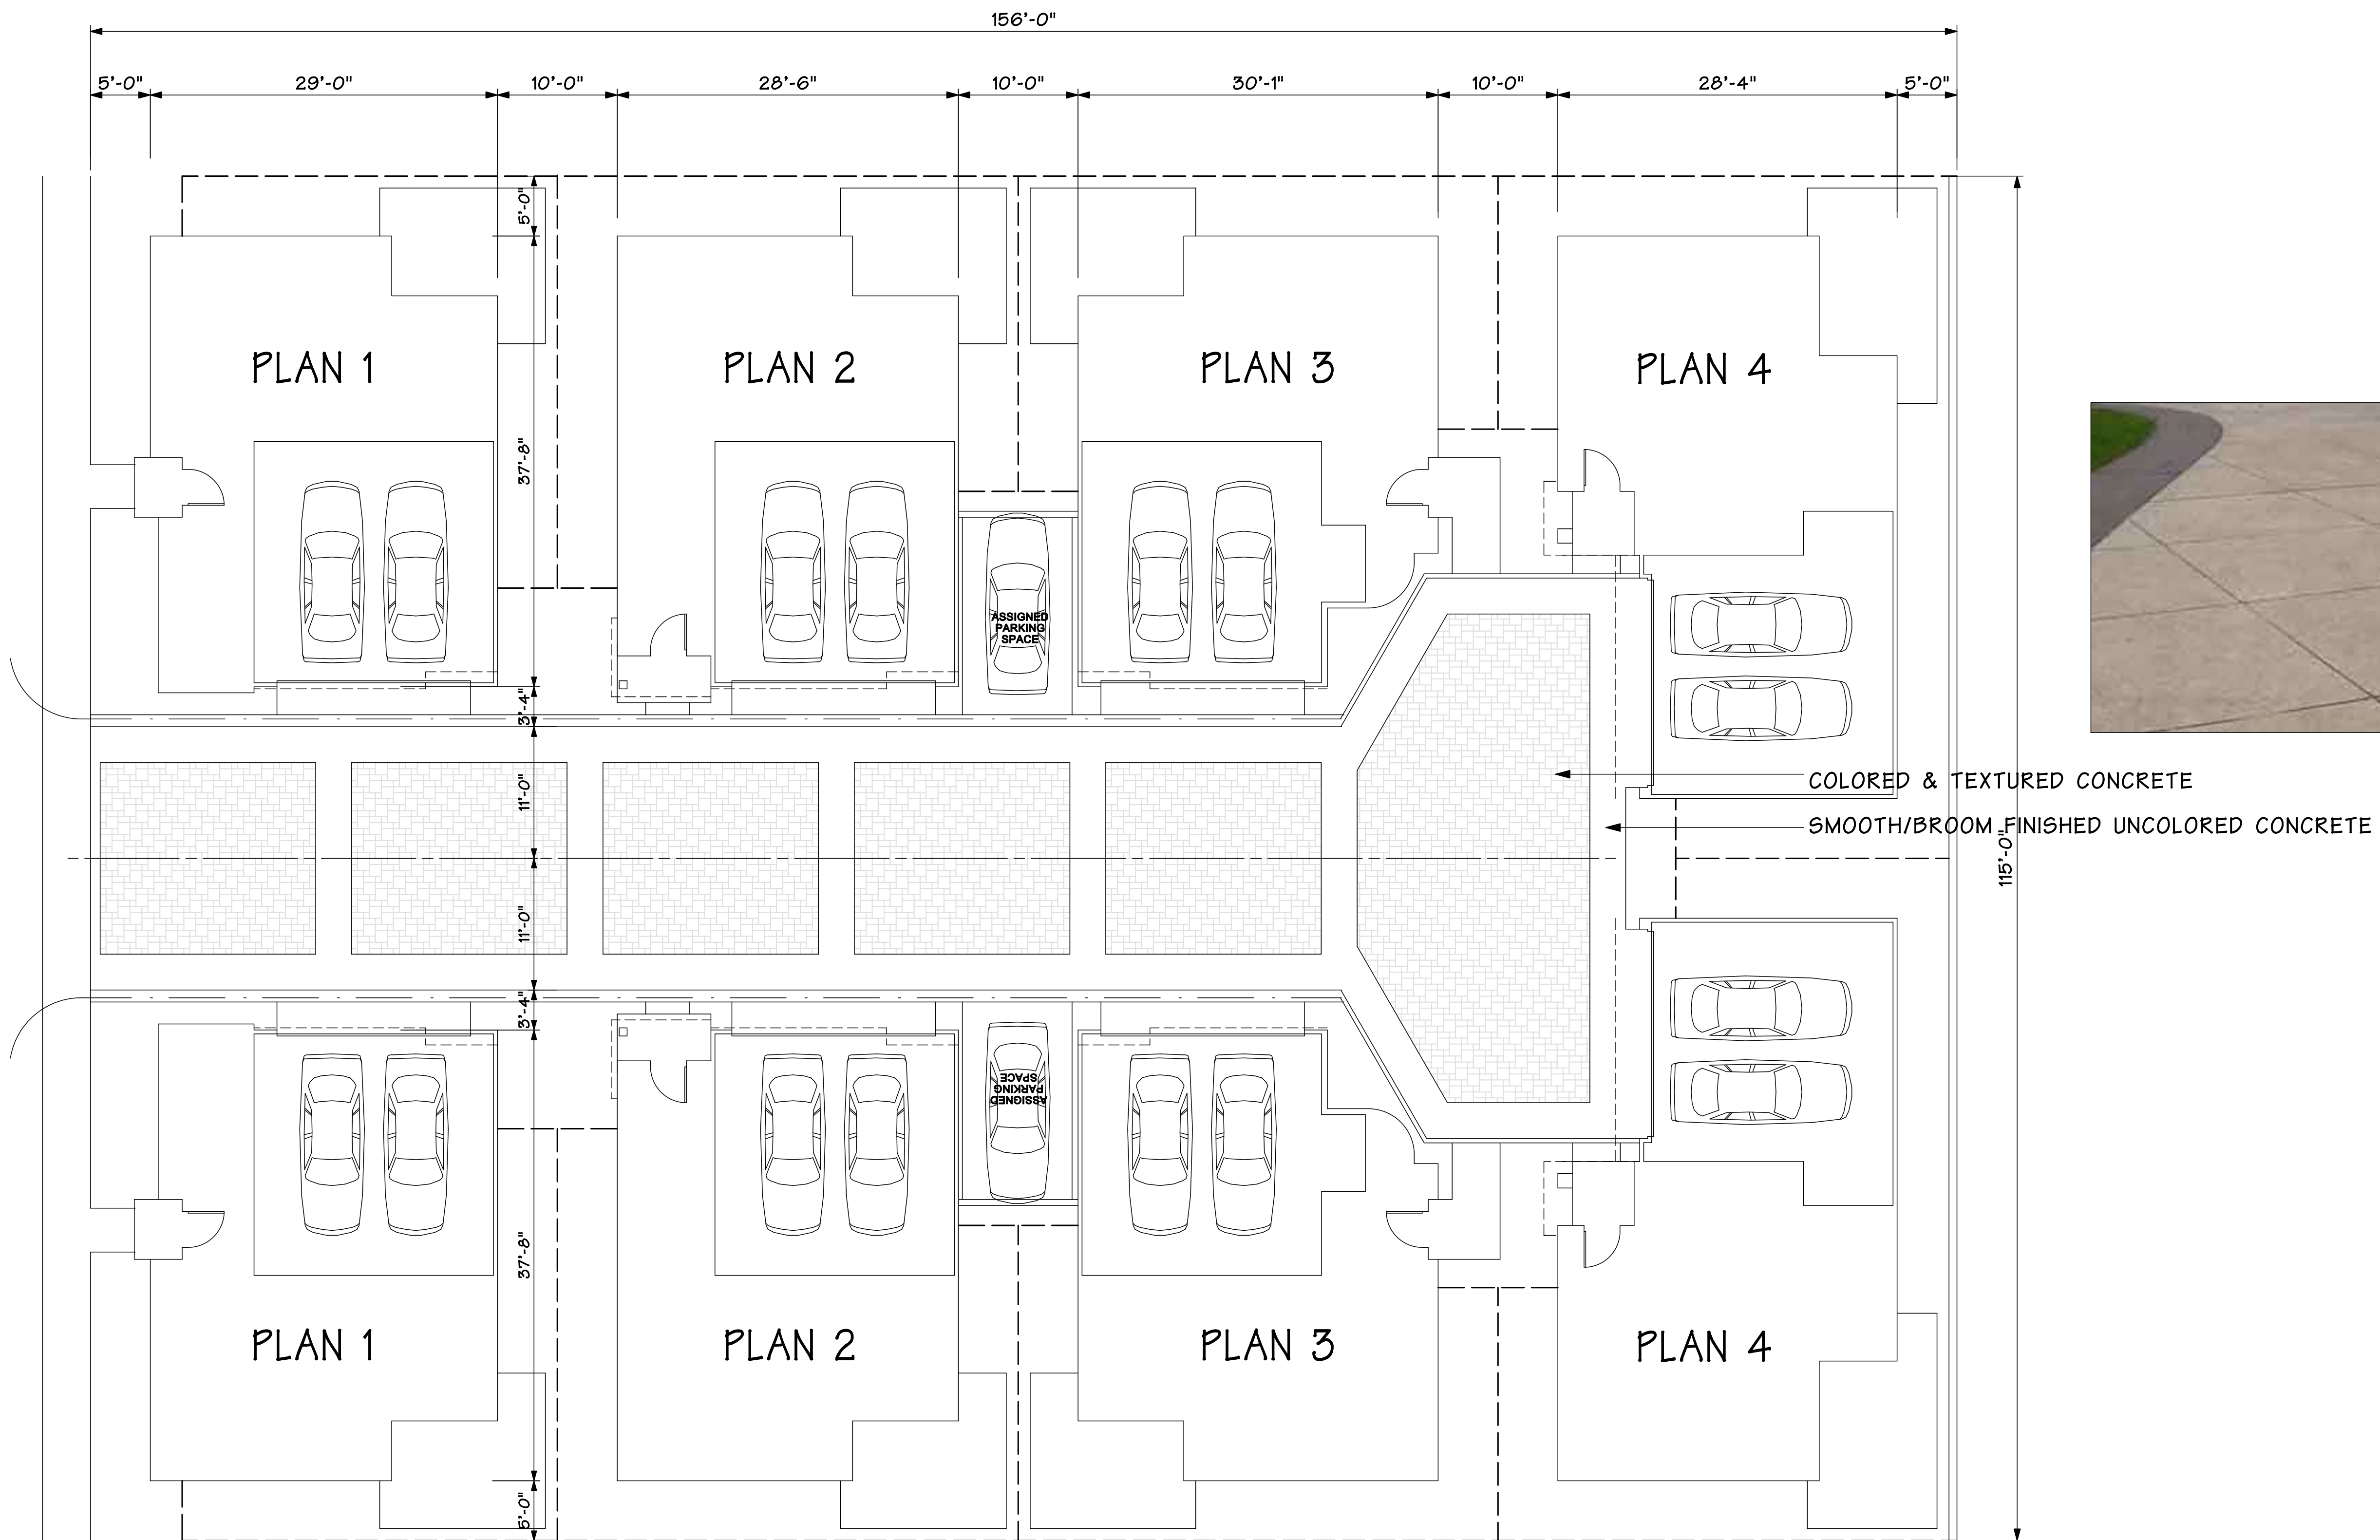 156'-0"
5'-0"
29'-0"
10'-0"
28'-6"
10'-0"
30'-1"
10'-0"
28'-4"
5'-0"
5'-0"
PLAN 1
PLAN 2
PLAN 3
PLAN 4
37'-8"
ASSIGNED
PARKING
SPACE
3'-4"
11'-0"
COLORED & TEXTURED CONCRETE
SMOOTH/BROOM FINISHED UNCOLORED CONCRETE
115'-0"
11'-0"
3'-4"
ASSIGNED
PARKING
SPACE
37'-8"
PLAN 1
PLAN 2
PLAN 3
PLAN 4
5'-0"